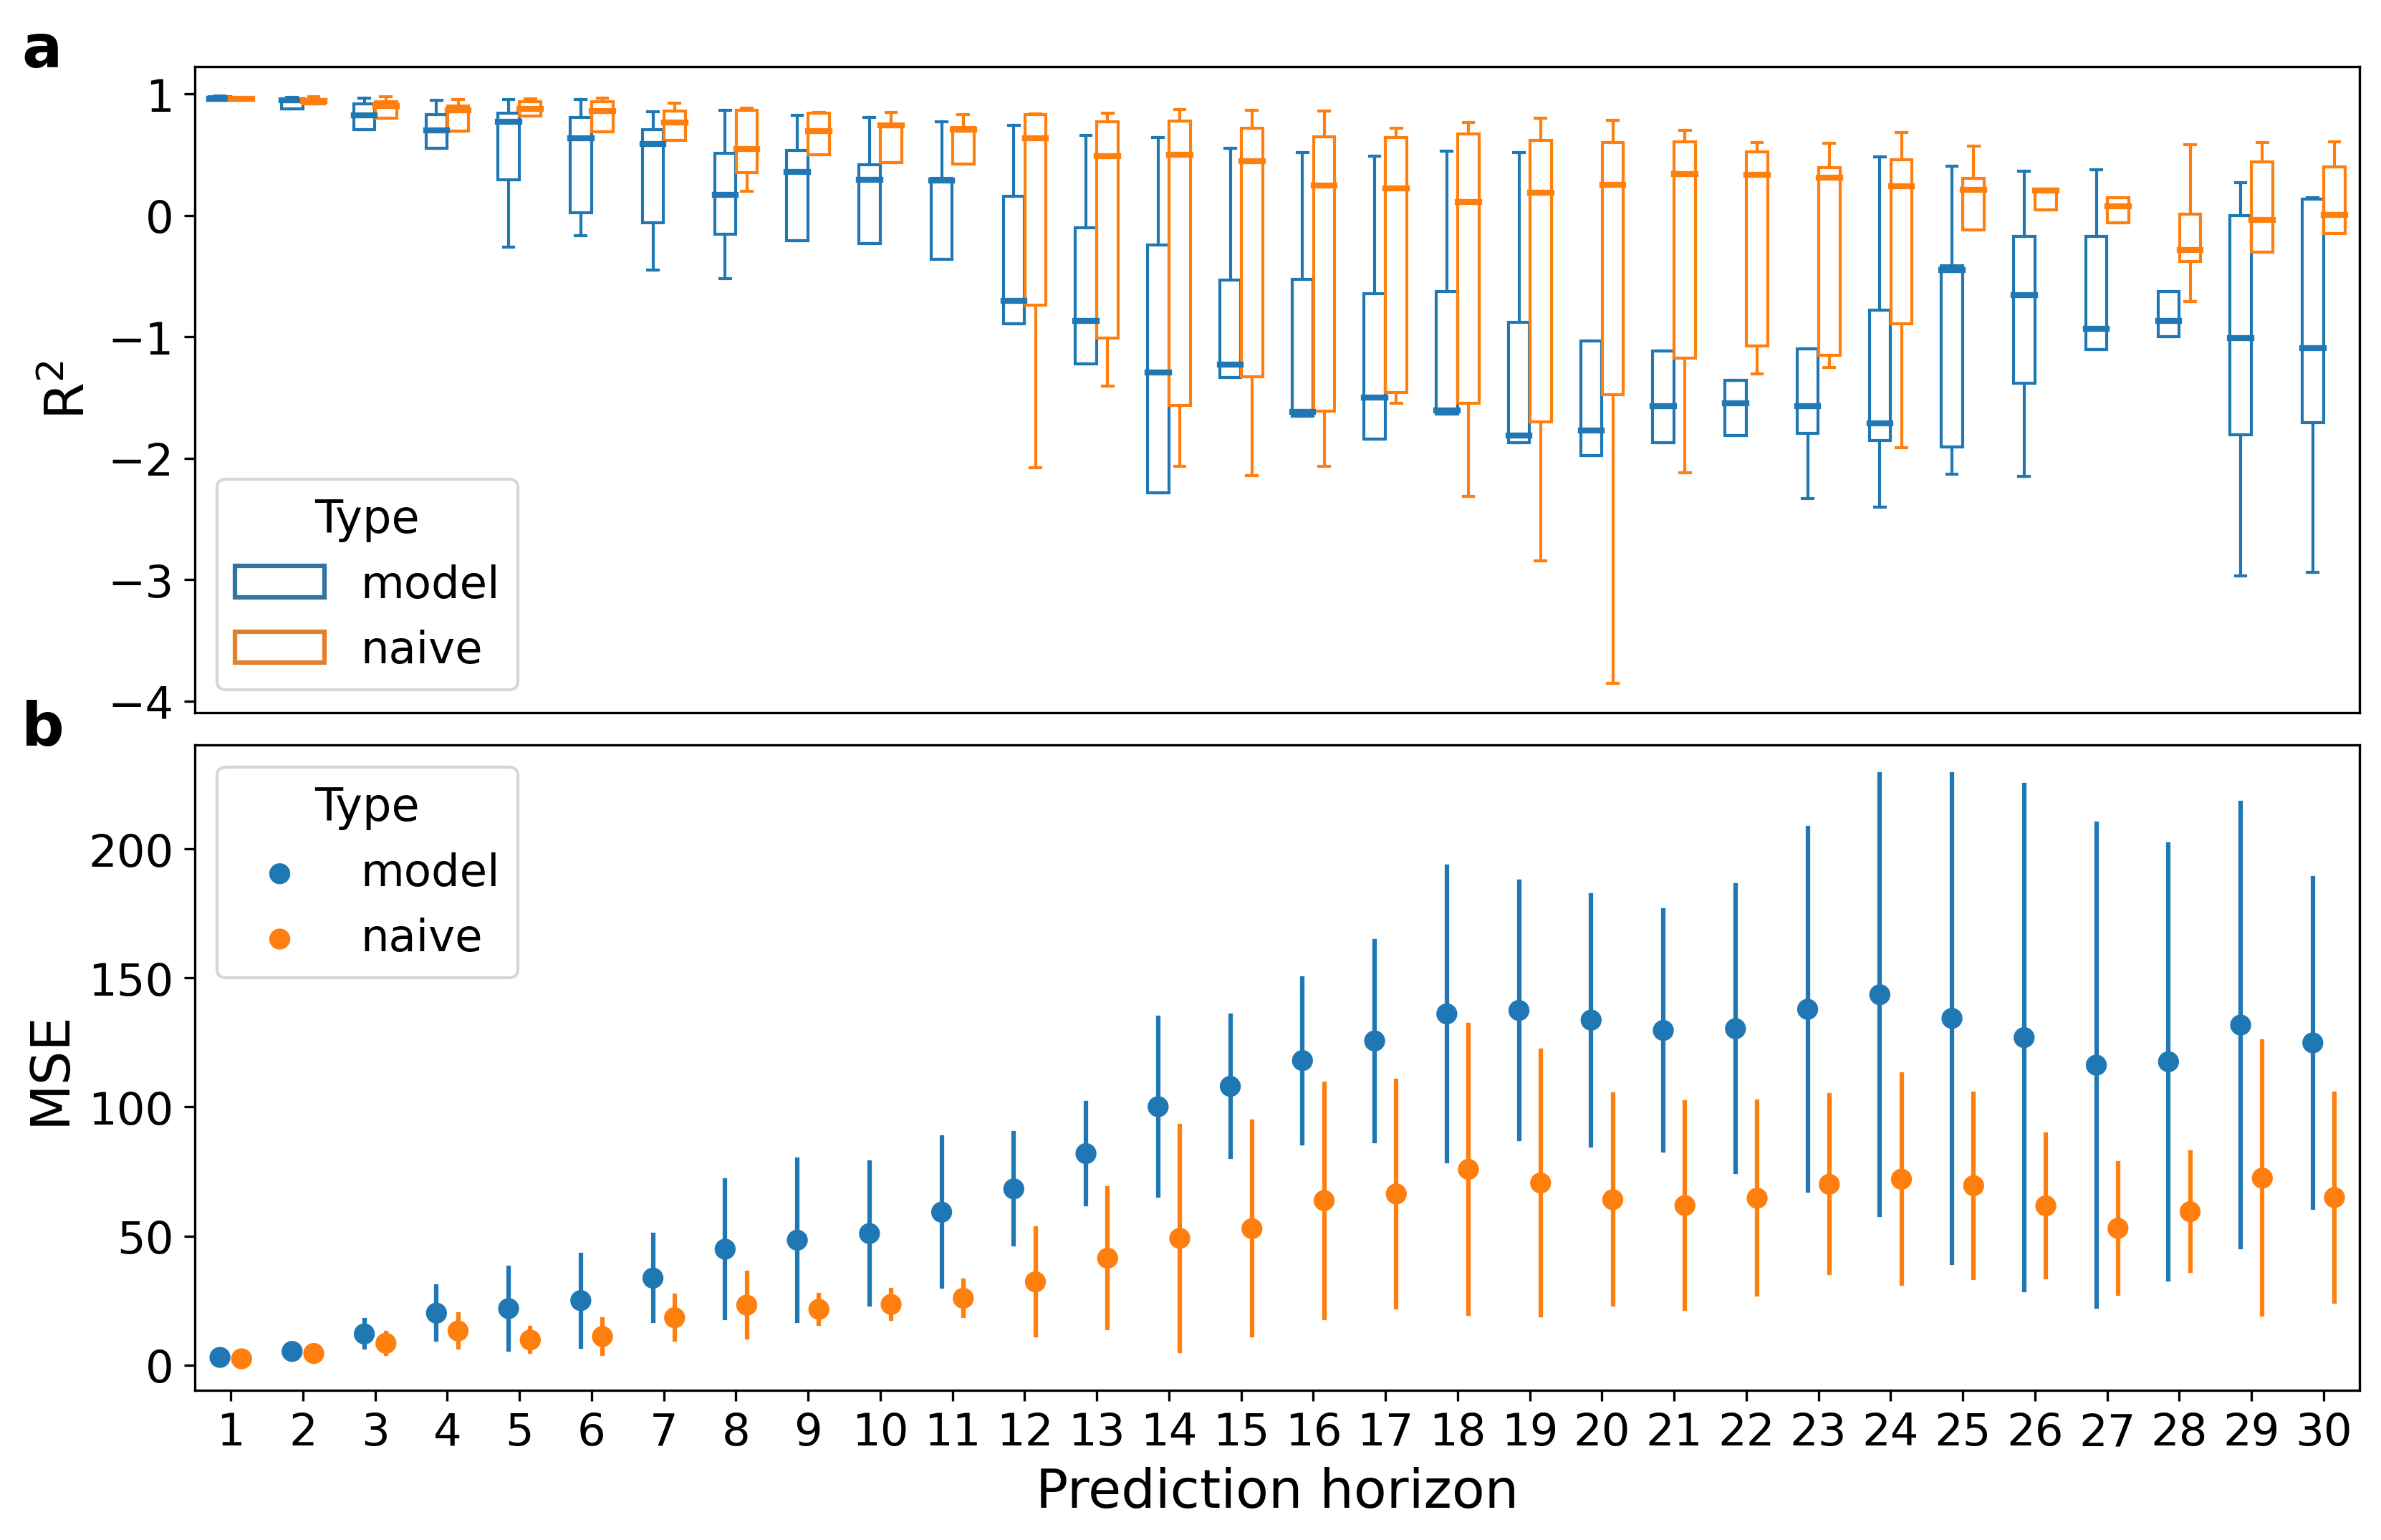 a
1
0
−1
−2
−3
−4
R²
Type
model
naive
b
200
150
100
50
0
MSE
Type
model
naive
1 2 3 4 5 6 7 8 9 10 11 12 13 14 15 16 17 18 19 20 21 22 23 24 25 26 27 28 29 30
Prediction horizon